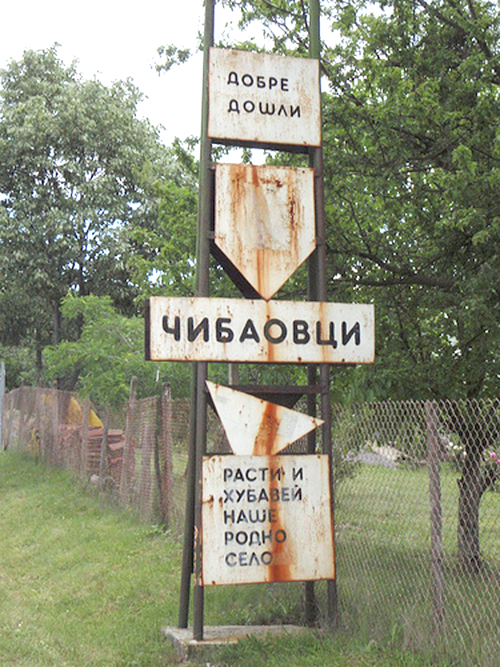 ДОБРЕ
ДОШЛИ
ЧИБАОВЦИ
РАСТИ И
ХУБАВЕЙ
НАШЕ
РОДНО
СЕЛО